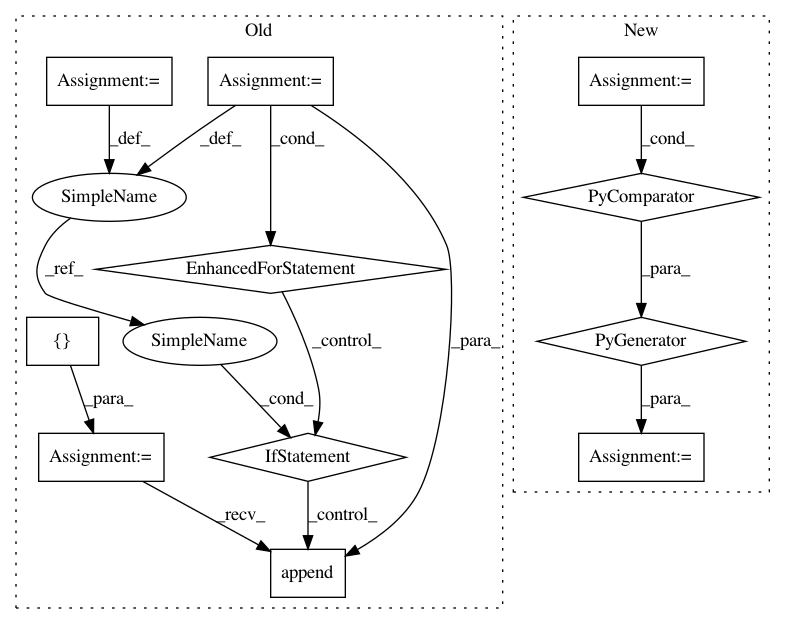 Old
New
Assignment:=
Assignment:=
Assignment:=
_def_
_def_
_cond_
_cond_
SimpleName
PyComparator
_ref_
EnhancedForStatement
_para_
{}
SimpleName
_control_
_para_
PyGenerator
_para_
_cond_
_para_
Assignment:=
IfStatement
Assignment:=
_recv_
_control_
append